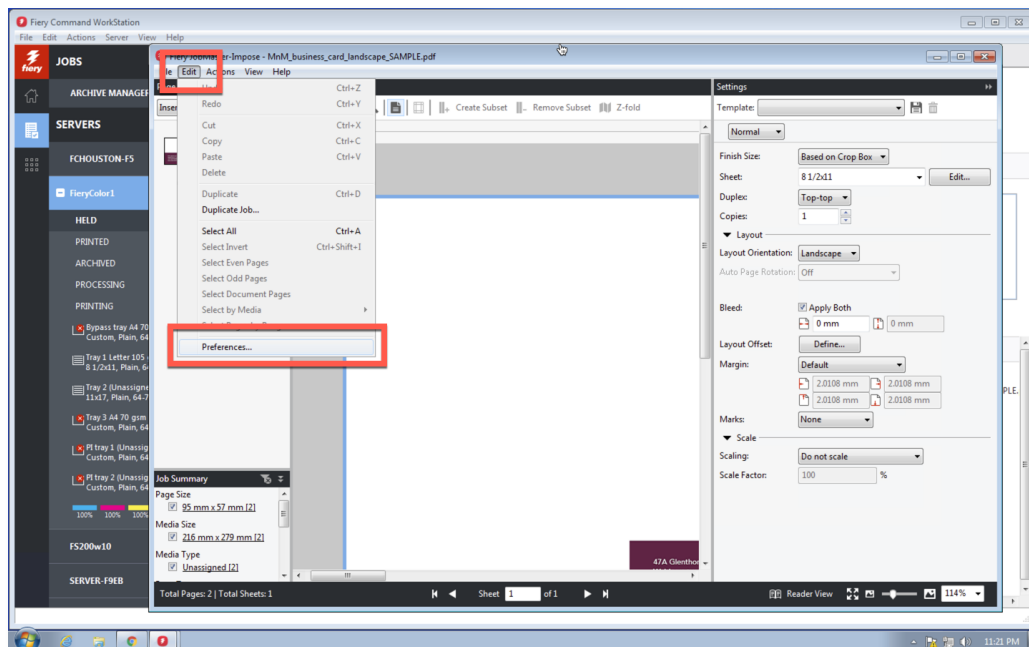 Fiery Command WorkStation
File Edit Actions Server View Help
fiery
JOBS
ARCHIVE MANAGER
SERVERS
FCHOUSTON-F5
FieryColor1
HELD
PRINTED
ARCHIVED
PROCESSING
PRINTING
Bypass tray A4 70
Custom, Plain, 64
Tray 1 Letter 105
8 1/2x11, Plain, 6
Tray 2 (Unassigne
11x17, Plain, 64-7
Tray 3 A4 70 gsm
Custom, Plain, 64
PI tray 1 (Unassig
Custom, Plain, 64
PI tray 2 (Unassig
Custom, Plain, 64
100% 100% 100%
FS200w10
SERVER-F9EB
Fiery JobMaster-Impose - MnM_business_card_landscape_SAMPLE.pdf
Edit Actions View Help
Create Subset Remove Subset Z-fold
Ctrl+Z
Redo Ctrl+Y
Cut Ctrl+X
Copy Ctrl+C
Paste Ctrl+V
Delete
Duplicate Ctrl+D
Duplicate Job...
Select All Ctrl+A
Select Invert Ctrl+Shift+I
Select Even Pages
Select Odd Pages
Select Document Pages
Select by Media
Preferences...
Job Summary
Page Size
95 mm x 57 mm [2]
Media Size
216 mm x 279 mm [2]
Media Type
Unassigned [2]
47A Glenthor
Total Pages: 2 | Total Sheets: 1
Sheet 1 of 1
Reader View 114%
Settings
Template:
Normal
Finish Size: Based on Crop Box
Sheet: 8 1/2x11 Edit...
Duplex: Top-top
Copies: 1
Layout
Layout Orientation: Landscape
Auto Page Rotation: Off
Bleed: Apply Both
0 mm 0 mm
Layout Offset: Define...
Margin: Default
2.0108 mm 2.0108 mm
2.0108 mm 2.0108 mm
Marks: None
Scale
Scaling: Do not scale
Scale Factor: 100 %
PLE.
11:21 PM